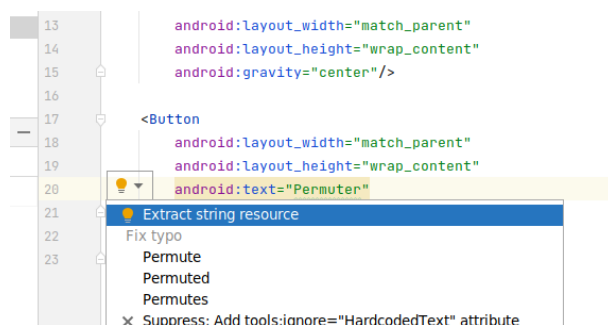 13 android:layout_width="match_parent"
14 android:layout_height="wrap_content"
15 android:gravity="center"/>
16
17 <Button
18 android:layout_width="match_parent"
19 android:layout_height="wrap_content"
20 android:text="Permuter"
21 Extract string resource
22 Fix typo
23 Permute
Permuted
Permutes
Suppress: Add tools:ignore="HardcodedText" attribute